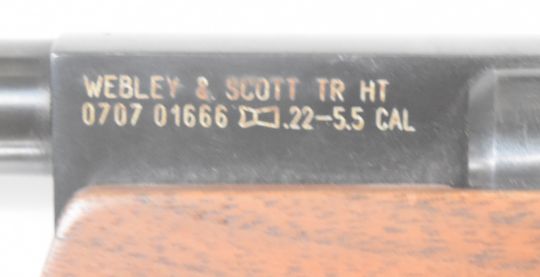 WEBLEY & SCOTT TR HT
0707 01666 .22-5.5 CAL